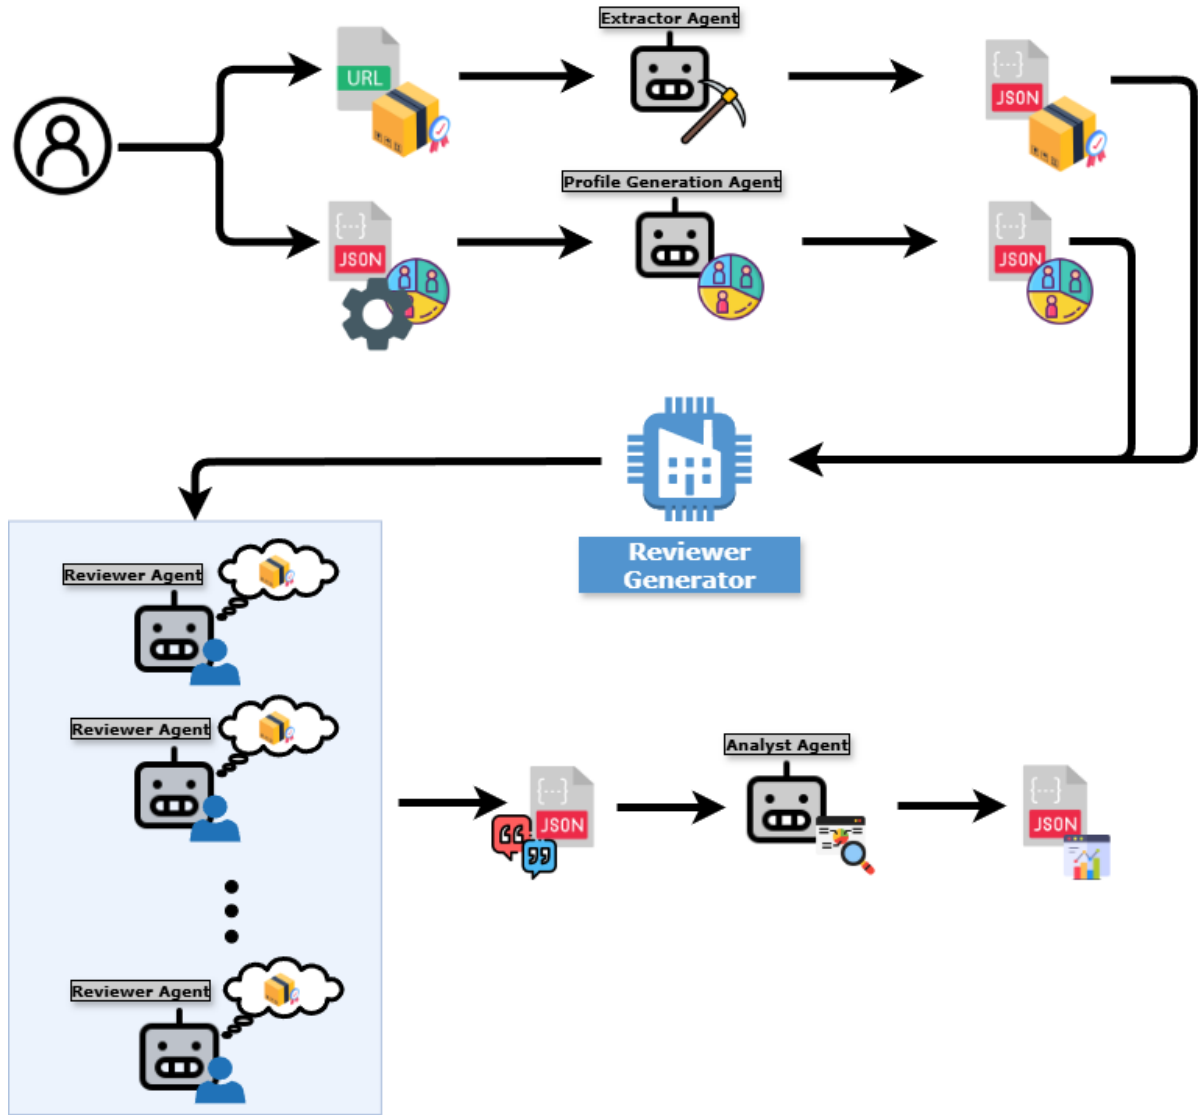 Extractor Agent
URL
{...}
JSON
Profile Generation Agent
{...}
JSON
{...}
JSON
Reviewer
Generator
Reviewer Agent
Reviewer Agent
Analyst Agent
{...}
JSON
{...}
JSON
Reviewer Agent